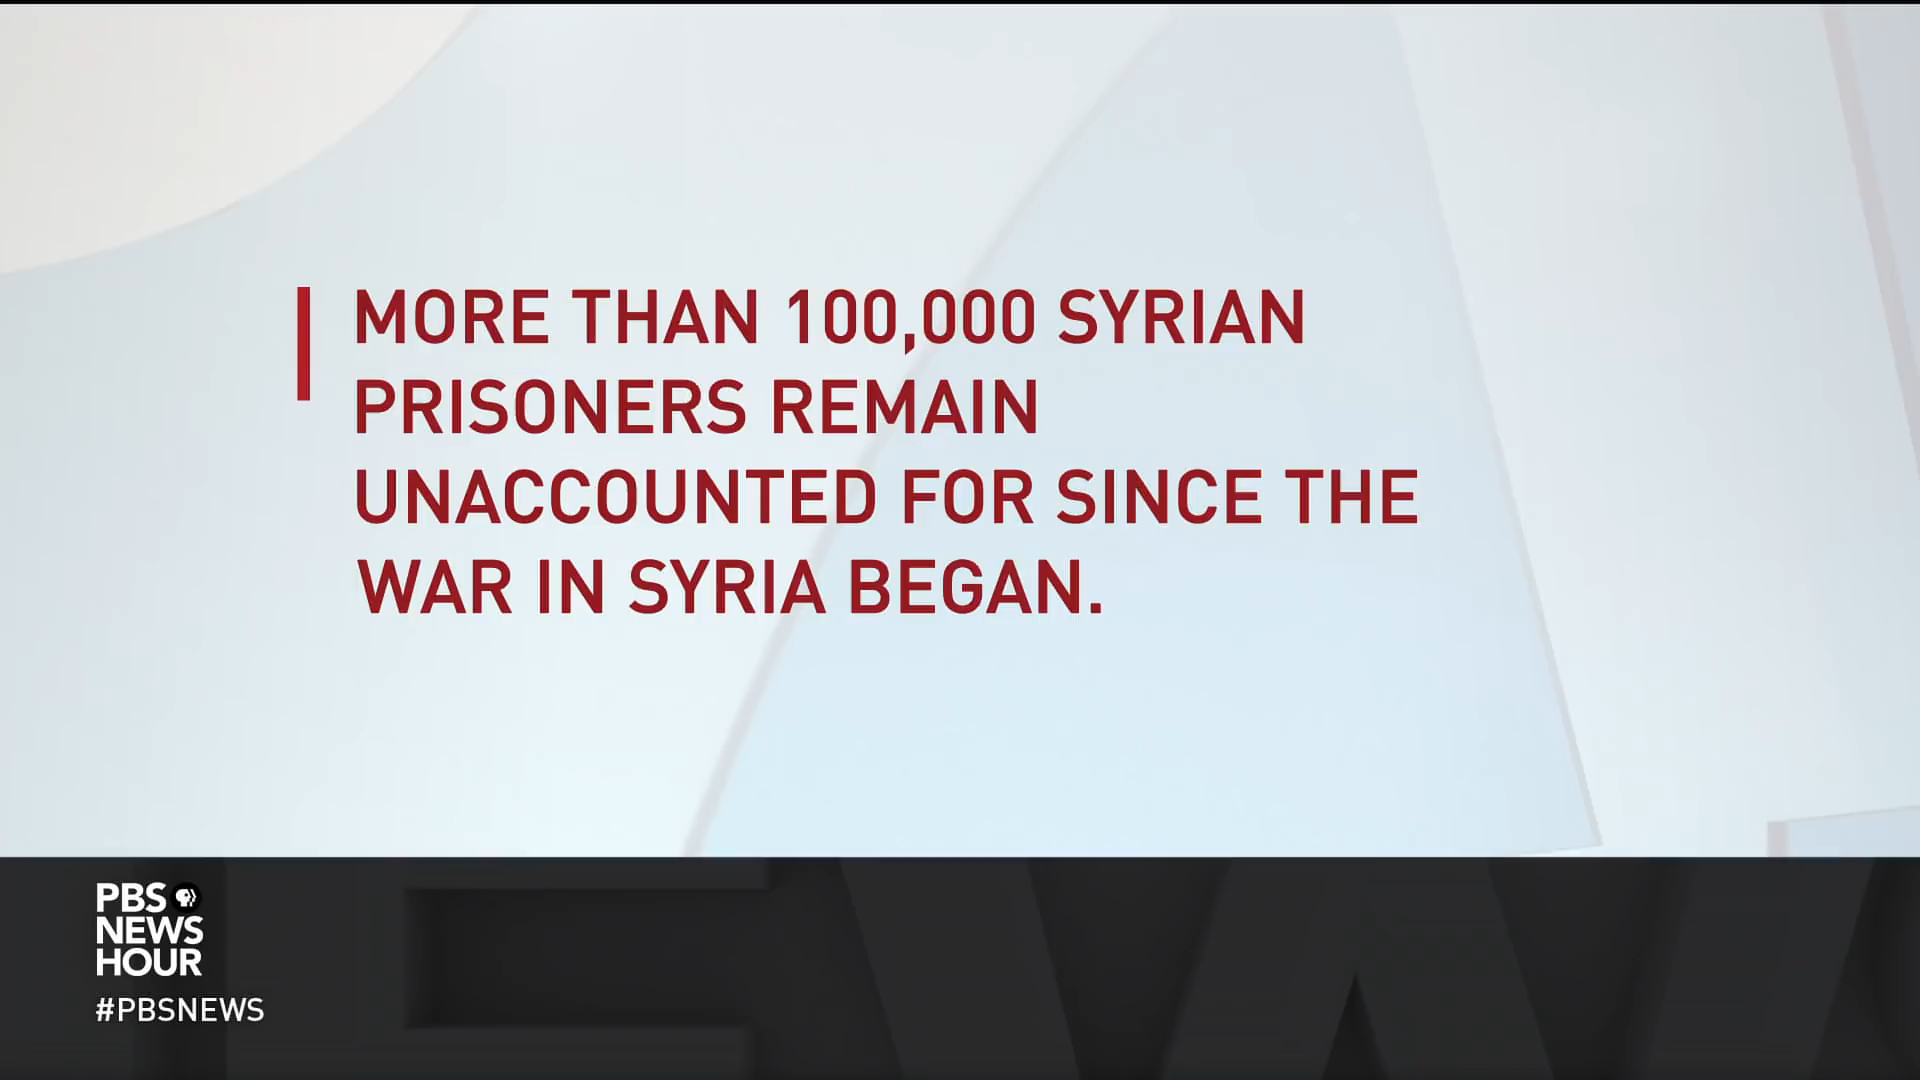 MORE THAN 100,000 SYRIAN
PRISONERS REMAIN
UNACCOUNTED FOR SINCE THE
WAR IN SYRIA BEGAN.
PBS
NEWS
HOUR
#PBSNEWS